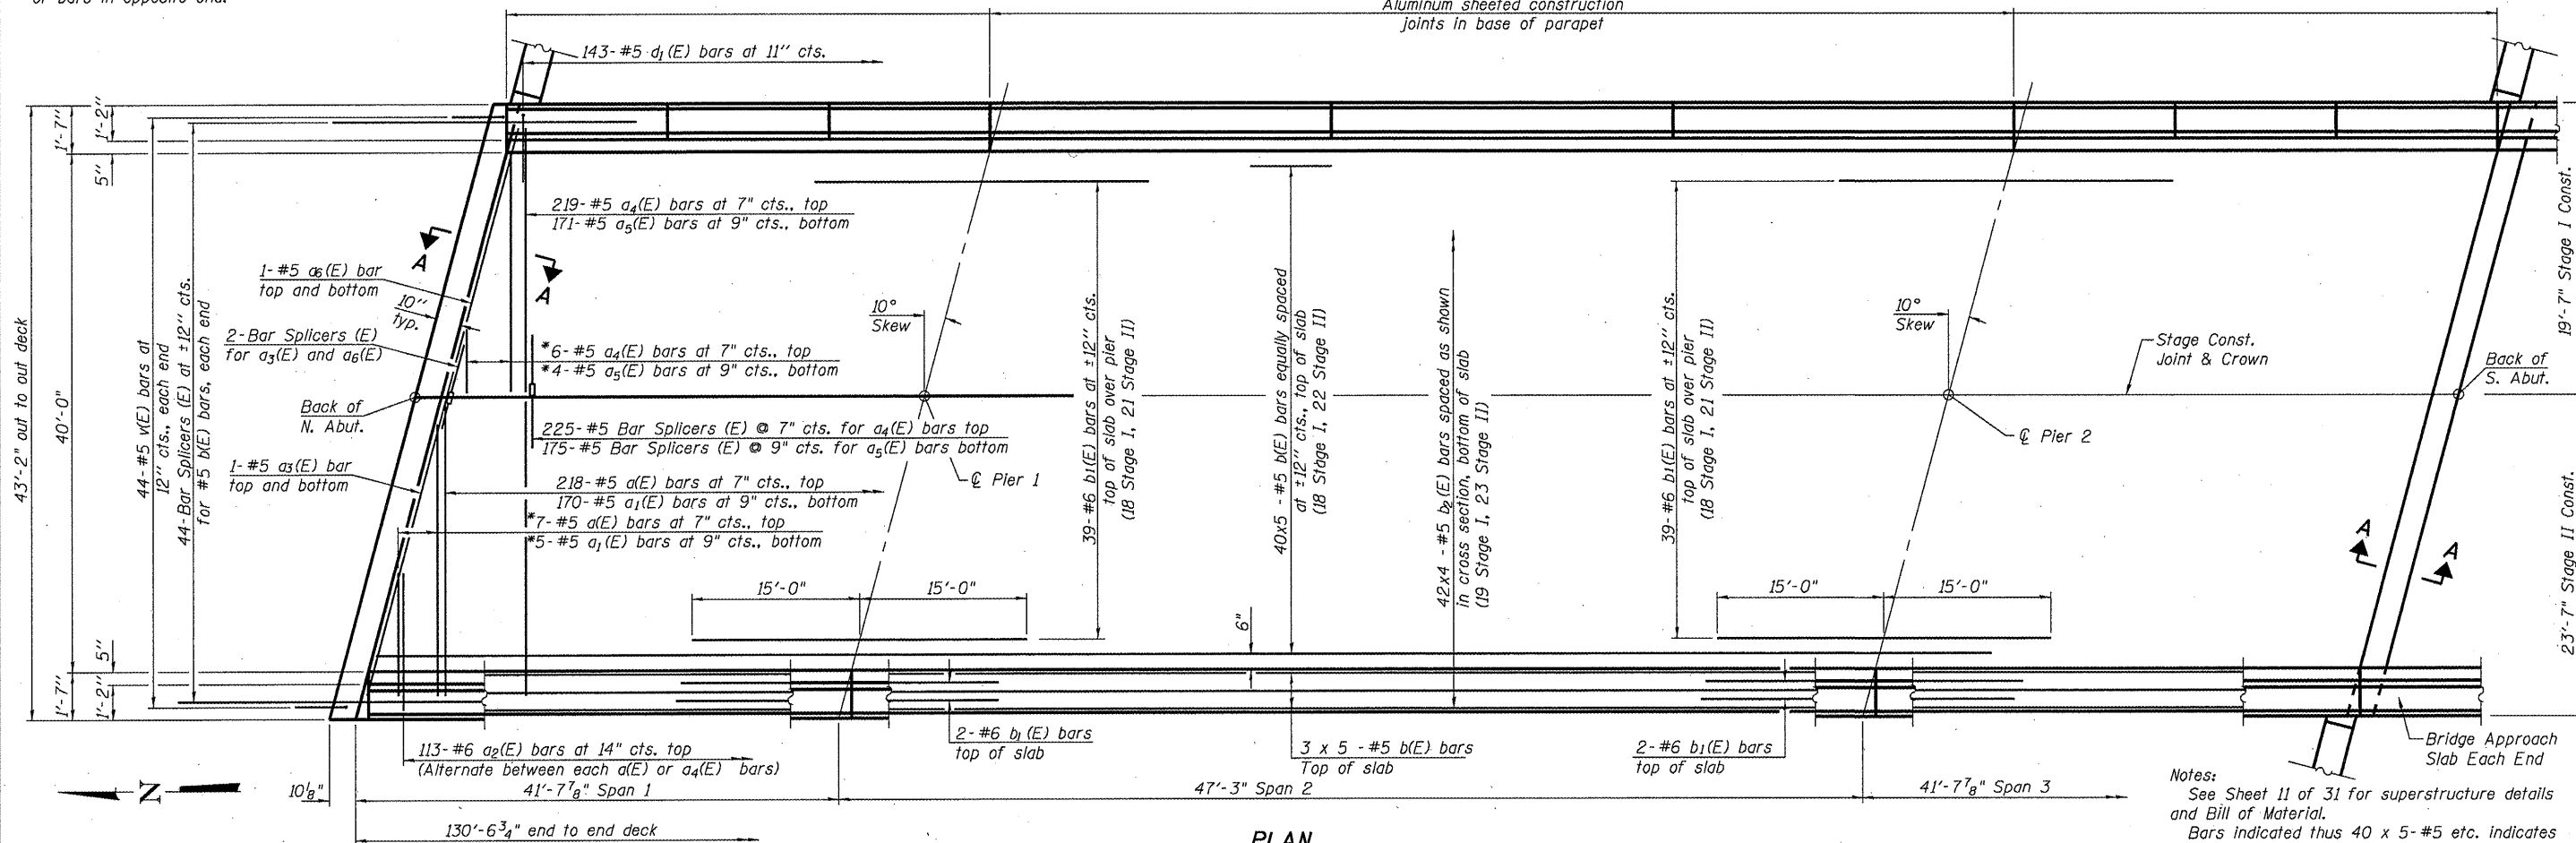 or bars in opposite end.
Aluminum sheeted construction
joints in base of parapet
143- #5 d1(E) bars at 11" cts.
1'-7"
1'-2"
5"
219- #5 a4(E) bars at 7" cts., top
171- #5 a5(E) bars at 9" cts., bottom
A
A
1- #5 a6(E) bar
top and bottom
10"
typ.
2-Bar Splicers (E)
for a3(E) and a6(E)
*6- #5 a4(E) bars at 7" cts., top
*4- #5 a5(E) bars at 9" cts., bottom
Back of
N. Abut.
225- #5 Bar Splicers (E) @ 7" cts. for a4(E) bars top
175- #5 Bar Splicers (E) @ 9" cts. for a5(E) bars bottom
1- #5 a3(E) bar
top and bottom
218- #5 a(E) bars at 7" cts., top
170- #5 a1(E) bars at 9" cts., bottom
*7- #5 a(E) bars at 7" cts., top
*5- #5 a1(E) bars at 9" cts., bottom
43'-2" out to out deck
40'-0"
44- #5 v(E) bars at
12" cts., each end
44-Bar Splicers (E) at ±12" cts.
for #5 b(E) bars, each end
10°
Skew
℄ Pier 1
39- #6 b1(E) bars at ±12" cts.
top of slab over pier
(18 Stage I, 21 Stage II)
40x5 - #5 b(E) bars equally spaced
at ±12" cts., top of slab
(18 Stage I, 22 Stage II)
42x4 - #5 b2(E) bars spaced as shown
in cross section, bottom of slab
(19 Stage I, 23 Stage II)
39- #6 b1(E) bars at ±12" cts.
top of slab over pier
(18 Stage I, 21 Stage II)
10°
Skew
Stage Const.
Joint & Crown
℄ Pier 2
Back of
S. Abut.
19'-7" Stage I Const.
23'-7" Stage II Const.
A
A
15'-0"
15'-0"
6"
15'-0"
15'-0"
5"
1'-7"
1'-2"
113- #6 a2(E) bars at 14" cts. top
(Alternate between each a(E) or a4(E) bars)
2- #6 b1(E) bars
top of slab
3 x 5 - #5 b(E) bars
Top of slab
2- #6 b1(E) bars
top of slab
Bridge Approach
Slab Each End
N
10⅛"
41'-7⅞" Span 1
47'-3" Span 2
41'-7⅞" Span 3
130'-6¾" end to end deck
PLAN
Notes:
See Sheet 11 of 31 for superstructure details
and Bill of Material.
Bars indicated thus 40 x 5- #5 etc. indicates